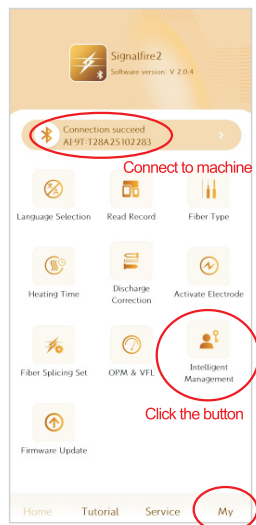 Signalfire2
Software version: V 2.0.4
Connection succeed
AI-9T-T28A25102283
Connect to machine
Language Selection
Read Record
Fiber Type
Heating Time
Discharge
Correction
Activate Electrode
Fiber Splicing Set
OPM & VFL
Intelligent
Management
Click the button
Firmware Update
Home
Tutorial
Service
My